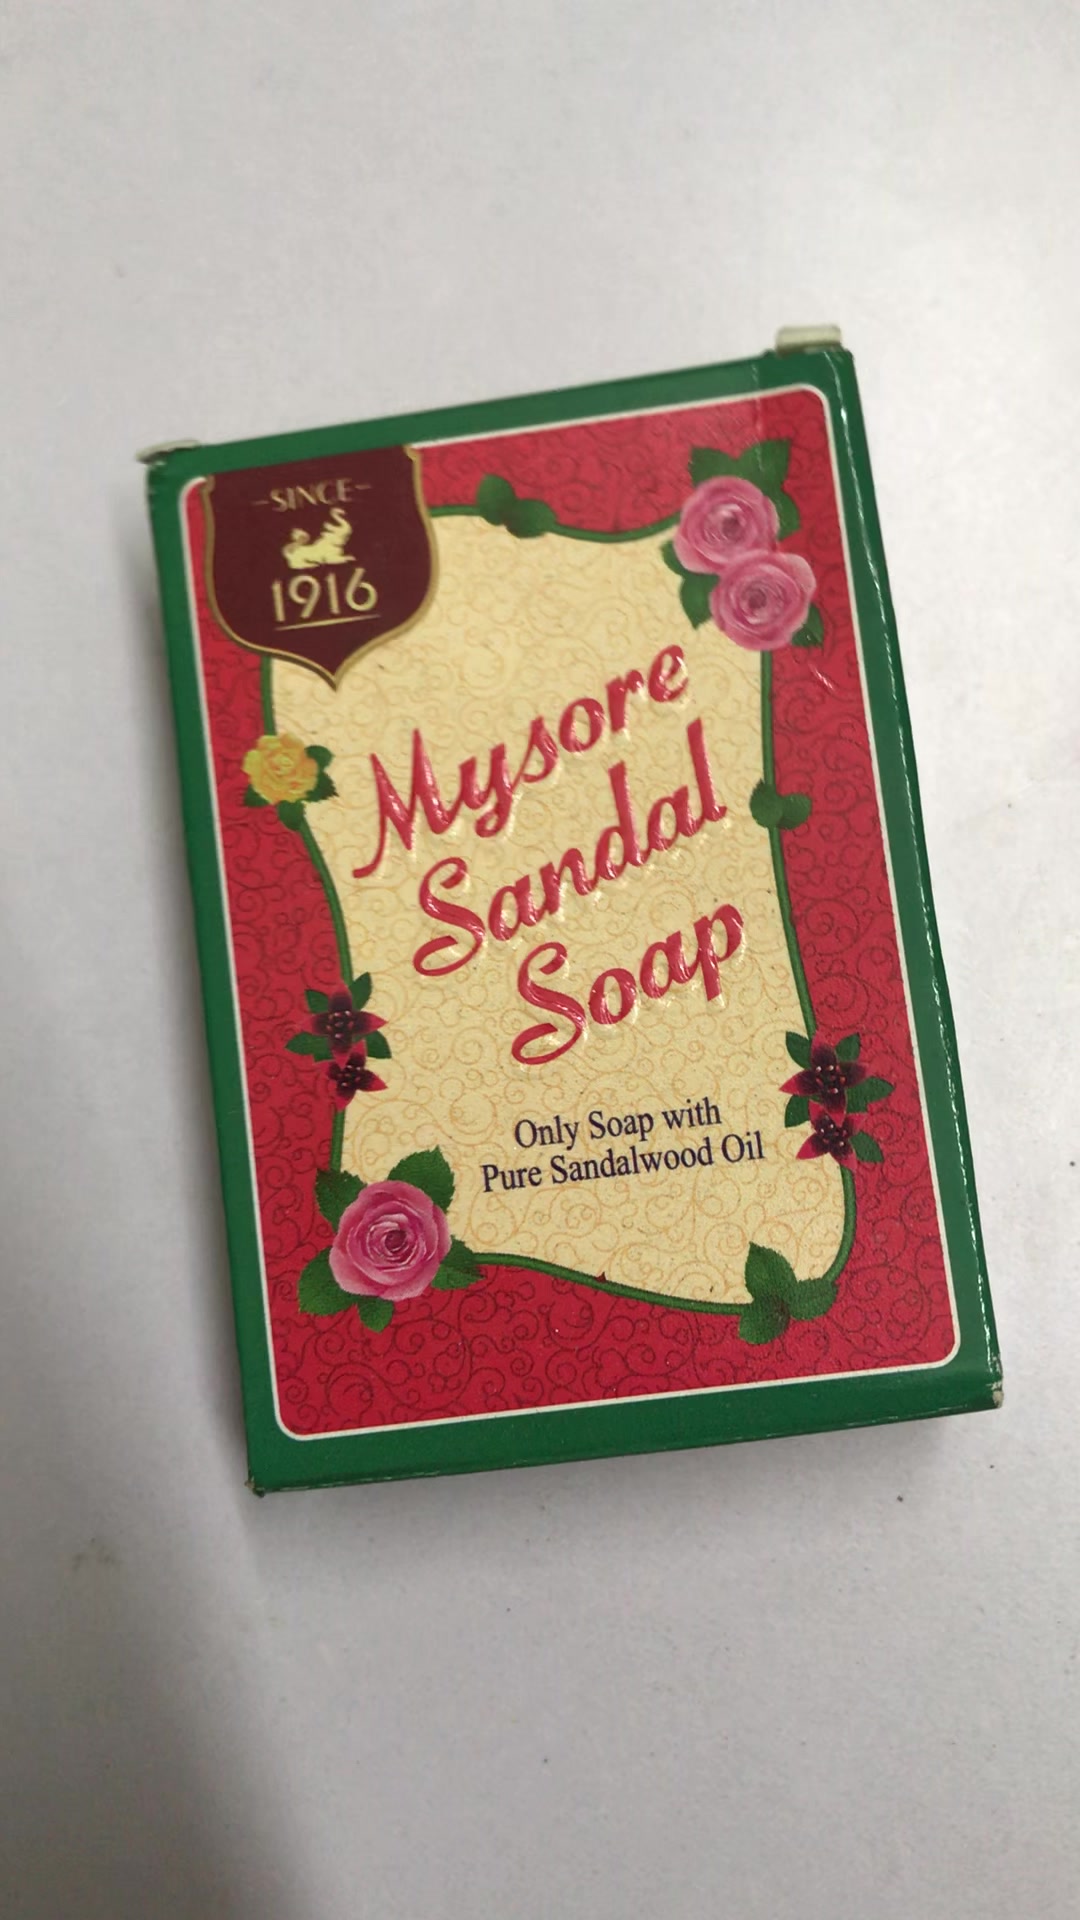 -SINCE-
1916
Mysore
Sandal
Soap
Only Soap with
Pure Sandalwood Oil